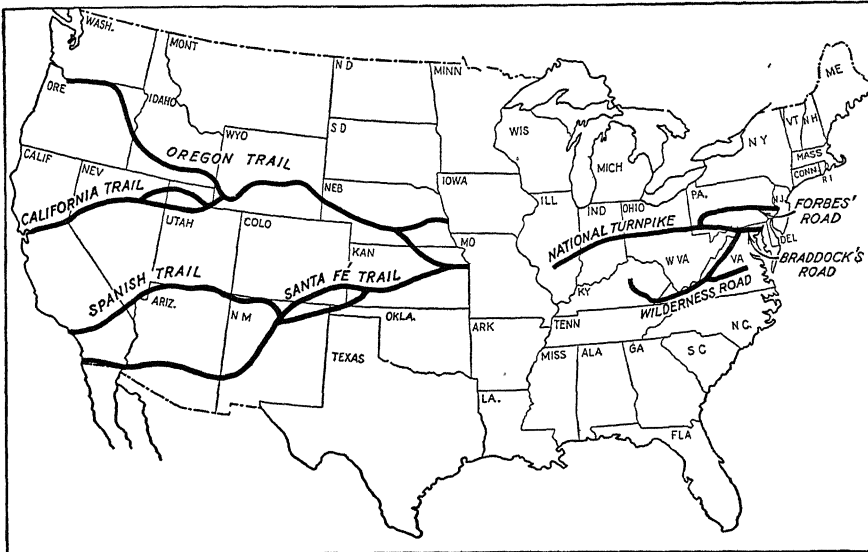 WASH.
MONT
N D
MINN
ME
ORE
IDAHO
WYO
S D
WIS
MICH
N Y
VT
N H
MASS
CONN.
R I
CALIF
NEV
OREGON TRAIL
NEB
IOWA
ILL
IND
OHIO
PA.
N.J.
FORBES'
ROAD
CALIFORNIA TRAIL
UTAH
COLO
KAN
MO
NATIONAL TURNPIKE
W VA
VA
DEL
BRADDOCK'S
ROAD
SPANISH TRAIL
SANTA FÉ TRAIL
KY
WILDERNESS ROAD
ARIZ.
N M
OKLA.
TEXAS
ARK
TENN
N.C.
MISS
ALA
GA
S C
LA.
FLA